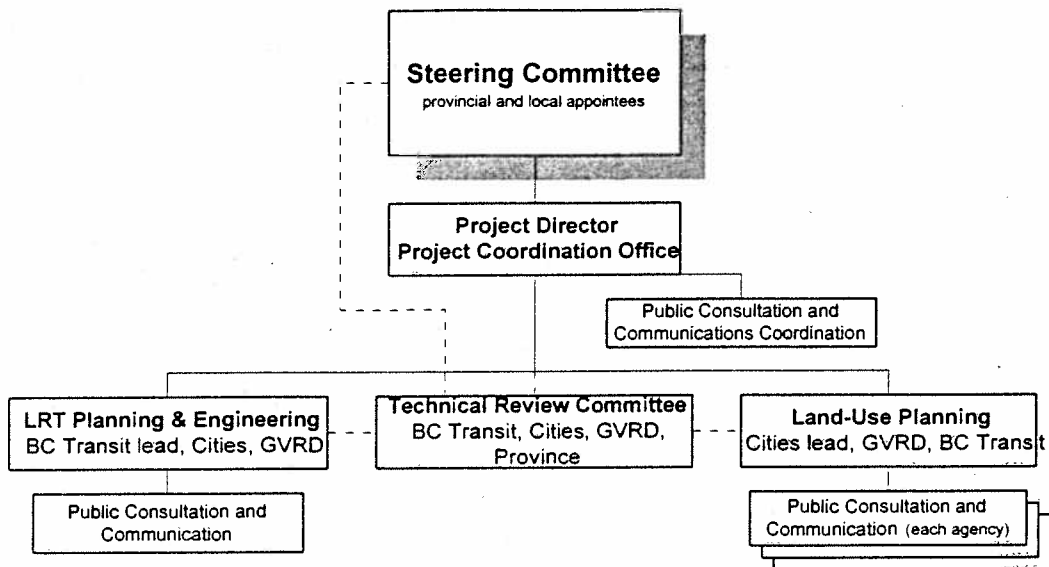 Steering Committee
provincial and local appointees
Project Director
Project Coordination Office
Public Consultation and
Communications Coordination
LRT Planning & Engineering
BC Transit lead, Cities, GVRD
Technical Review Committee
BC Transit, Cities, GVRD,
Province
Land-Use Planning
Cities lead, GVRD, BC Transit
Public Consultation and
Communication
Public Consultation and
Communication (each agency)